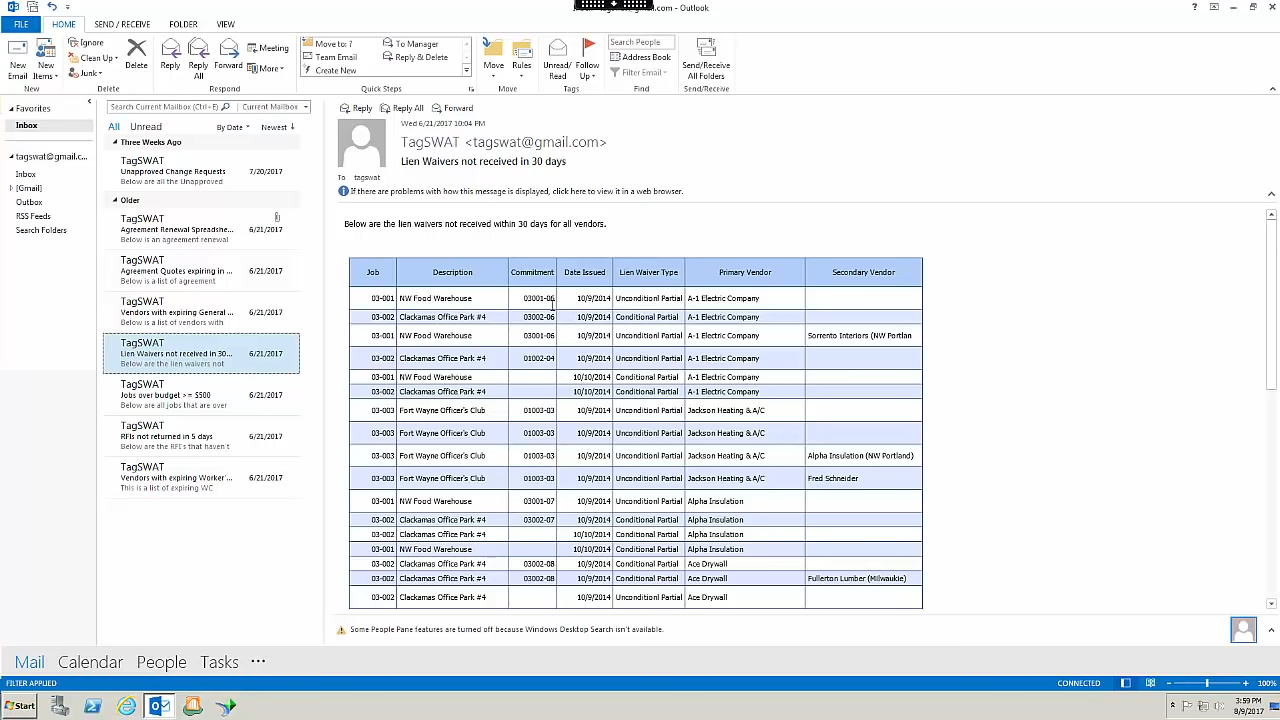 gmail.com - Outlook
FILE HOME SEND / RECEIVE FOLDER VIEW
New Email
New Items
Ignore
Clean Up
Junk
Delete
Reply
Reply All
Forward
Meeting
More
Move to: ?
Team Email
Create New
To Manager
Reply & Delete
Move
Rules
Unread/ Read
Follow Up
Search People
Address Book
Filter Email
Send/Receive All Folders
New Delete Respond Quick Steps Move Tags Find Send/Receive
Favorites
Inbox
tagswat@gmail.c...
Inbox
[Gmail]
Outbox
RSS Feeds
Search Folders
Search Current Mailbox (Ctrl+E) Current Mailbox
All Unread By Date Newest
Three Weeks Ago
TagSWAT
Unapproved Change Requests 7/20/2017
Below are all the Unapproved
Older
TagSWAT
Agreement Renewal Spreadshe... 6/21/2017
Below is an agreement renewal
TagSWAT
Agreement Quotes expiring in ... 6/21/2017
Below is a list of agreement
TagSWAT
Vendors with expiring General ... 6/21/2017
Below is a list of vendors with
TagSWAT
Lien Waivers not received in 30... 6/21/2017
Below are the lien waivers not
TagSWAT
Jobs over budget >= $500 6/21/2017
Below are all jobs that are over
TagSWAT
RFIs not returned in 5 days 6/21/2017
Below are the RFI's that haven't
TagSWAT
Vendors with expiring Worker'... 6/21/2017
This is a list of expiring WC
Reply Reply All Forward
Wed 6/21/2017 10:04 PM
TagSWAT <tagswat@gmail.com>
Lien Waivers not received in 30 days
To tagswat
If there are problems with how this message is displayed, click here to view it in a web browser.
Below are the lien waivers not received within 30 days for all vendors.
Job Description Commitment Date Issued Lien Waiver Type Primary Vendor Secondary Vendor
03-001 NW Food Warehouse 03001-06 10/9/2014 Unconditionl Partial A-1 Electric Company
03-002 Clackamas Office Park #4 03002-06 10/9/2014 Conditional Partial A-1 Electric Company
03-001 NW Food Warehouse 03001-06 10/9/2014 Unconditionl Partial A-1 Electric Company Sorrento Interiors (NW Portlan
03-002 Clackamas Office Park #4 01002-04 10/9/2014 Conditional Partial A-1 Electric Company
03-001 NW Food Warehouse 10/10/2014 Conditional Partial A-1 Electric Company
03-002 Clackamas Office Park #4 10/10/2014 Conditional Partial A-1 Electric Company
03-003 Fort Wayne Officer's Club 01003-03 10/9/2014 Unconditionl Partial Jackson Heating & A/C
03-003 Fort Wayne Officer's Club 01003-03 10/9/2014 Unconditionl Partial Jackson Heating & A/C
03-003 Fort Wayne Officer's Club 01003-03 10/9/2014 Unconditionl Partial Jackson Heating & A/C Alpha Insulation (NW Portland)
03-003 Fort Wayne Officer's Club 01003-03 10/9/2014 Unconditionl Partial Jackson Heating & A/C Fred Schneider
03-001 NW Food Warehouse 03001-07 10/9/2014 Unconditionl Partial Alpha Insulation
03-002 Clackamas Office Park #4 03002-07 10/9/2014 Conditional Partial Alpha Insulation
03-002 Clackamas Office Park #4 10/10/2014 Conditional Partial Alpha Insulation
03-001 NW Food Warehouse 10/10/2014 Conditional Partial Alpha Insulation
03-002 Clackamas Office Park #4 03002-08 10/9/2014 Conditional Partial Ace Drywall
03-002 Clackamas Office Park #4 03002-08 10/9/2014 Conditional Partial Ace Drywall Fullerton Lumber (Milwaukie)
03-002 Clackamas Office Park #4 10/9/2014 Unconditionl Partial Ace Drywall
Some People Pane features are turned off because Windows Desktop Search isn't available.
Mail Calendar People Tasks
FILTER APPLIED CONNECTED 100%
Start
3:59 PM
8/9/2017